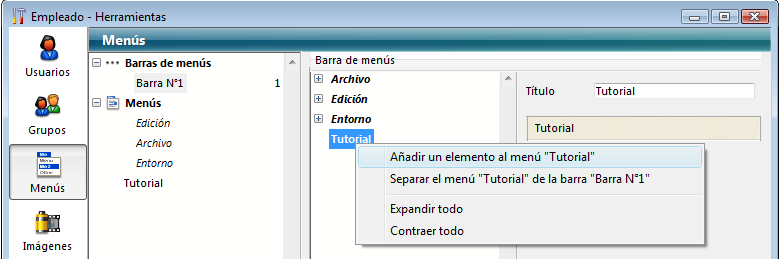 Empleado - Herramientas
Menús
Usuarios
Grupos
Menús
Imágenes
Barras de menús
Barra N°1 1
Menús
Edición
Archivo
Entorno
Tutorial
Barra de menús
Archivo
Edición
Entorno
Tutorial
Título Tutorial
Tutorial
Añadir un elemento al menú "Tutorial"
Separar el menú "Tutorial" de la barra "Barra N°1"
Expandir todo
Contraer todo